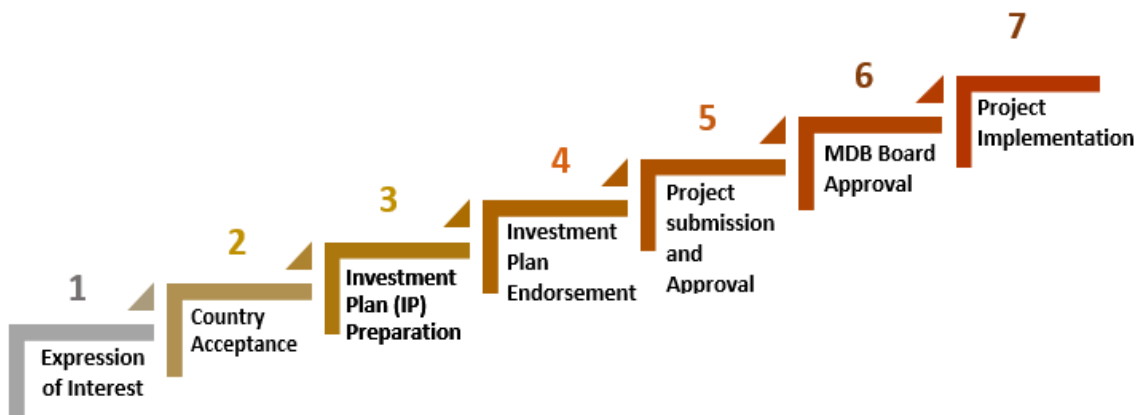 1
Expression
of Interest
2
Country
Acceptance
3
Investment
Plan (IP)
Preparation
4
Investment
Plan
Endorsement
5
Project
submission
and
Approval
6
MDB Board
Approval
7
Project
Implementation